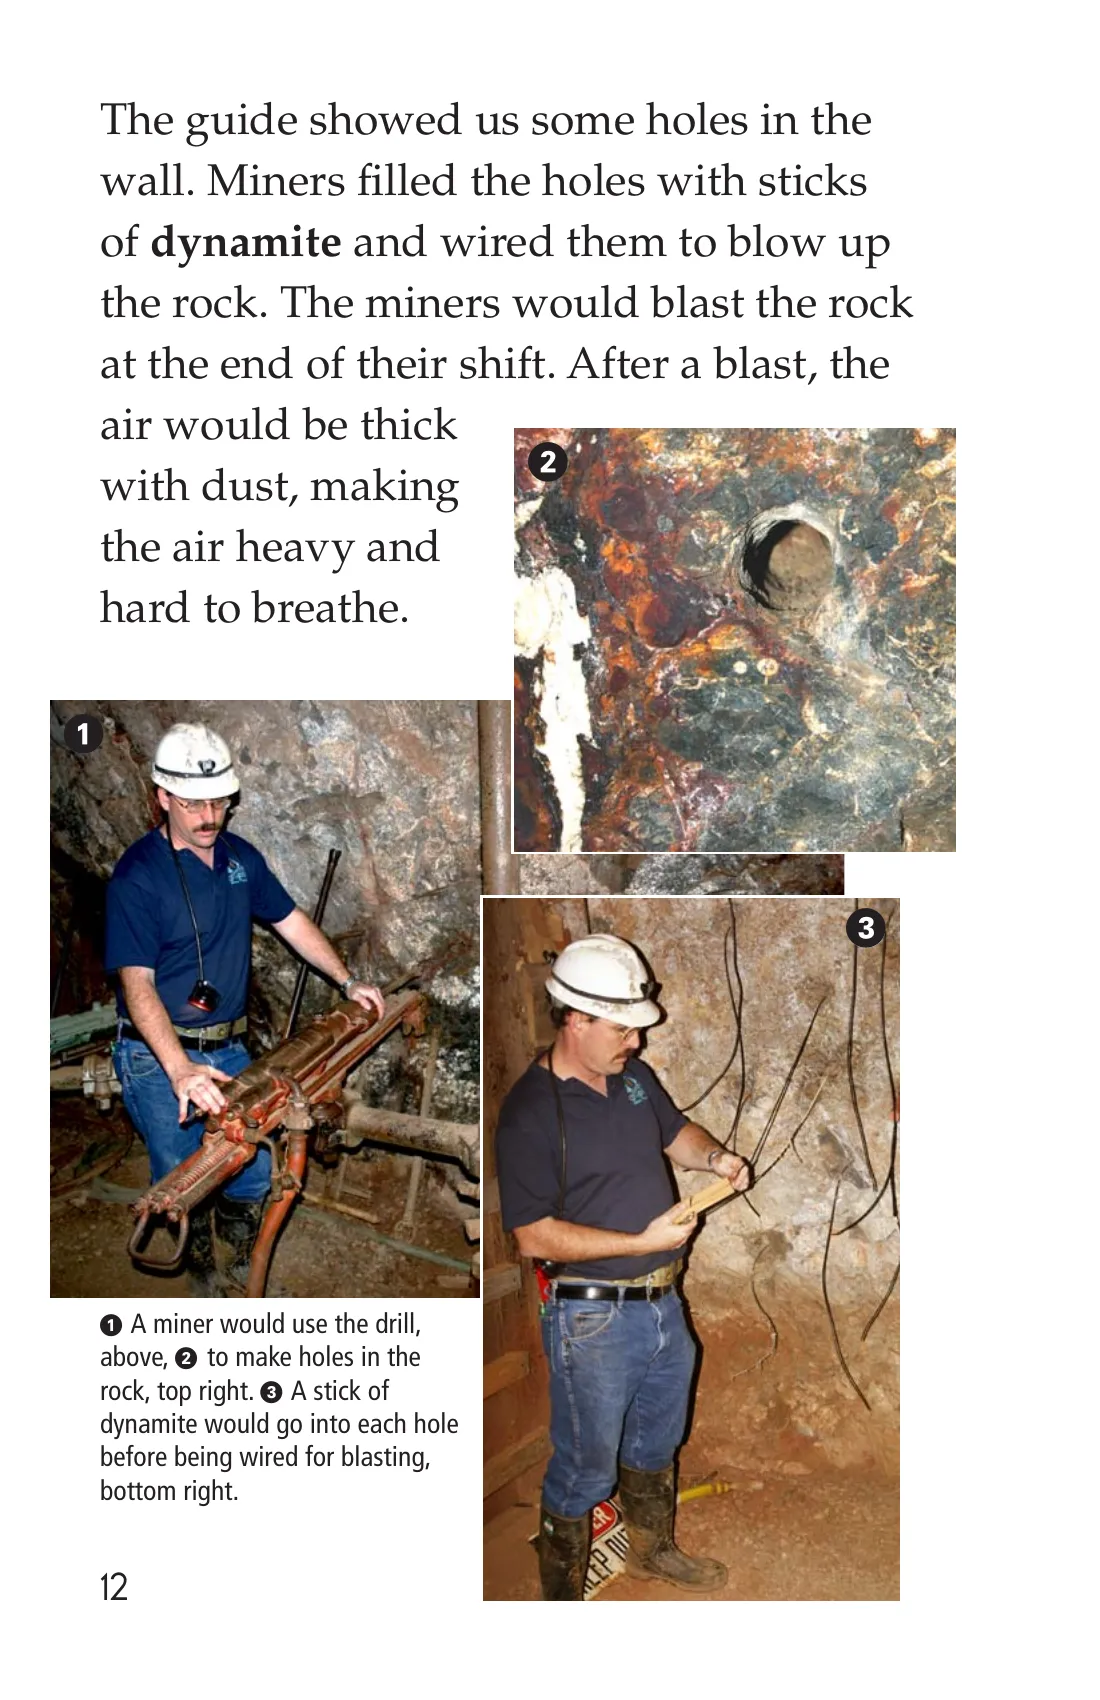 The guide showed us some holes in the
wall. Miners filled the holes with sticks
of dynamite and wired them to blow up
the rock. The miners would blast the rock
at the end of their shift. After a blast, the
air would be thick
with dust, making
the air heavy and
hard to breathe.
2
1
3
❶ A miner would use the drill,
above, ❷ to make holes in the
rock, top right. ❸ A stick of
dynamite would go into each hole
before being wired for blasting,
bottom right.
12